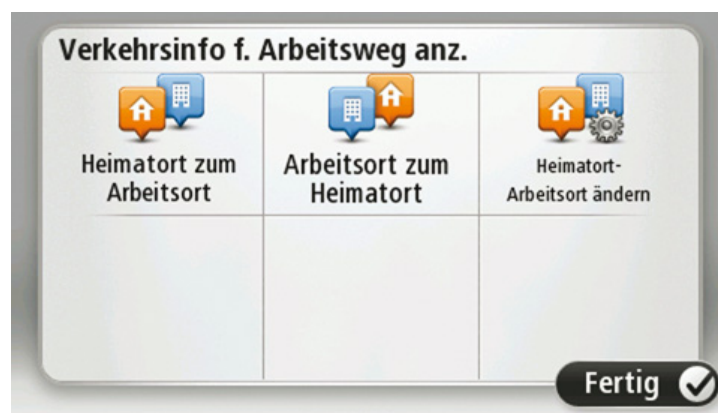 Verkehrsinfo f. Arbeitsweg anz.
Heimatort zum
Arbeitsort
Arbeitsort zum
Heimatort
Heimatort-
Arbeitsort ändern
Fertig